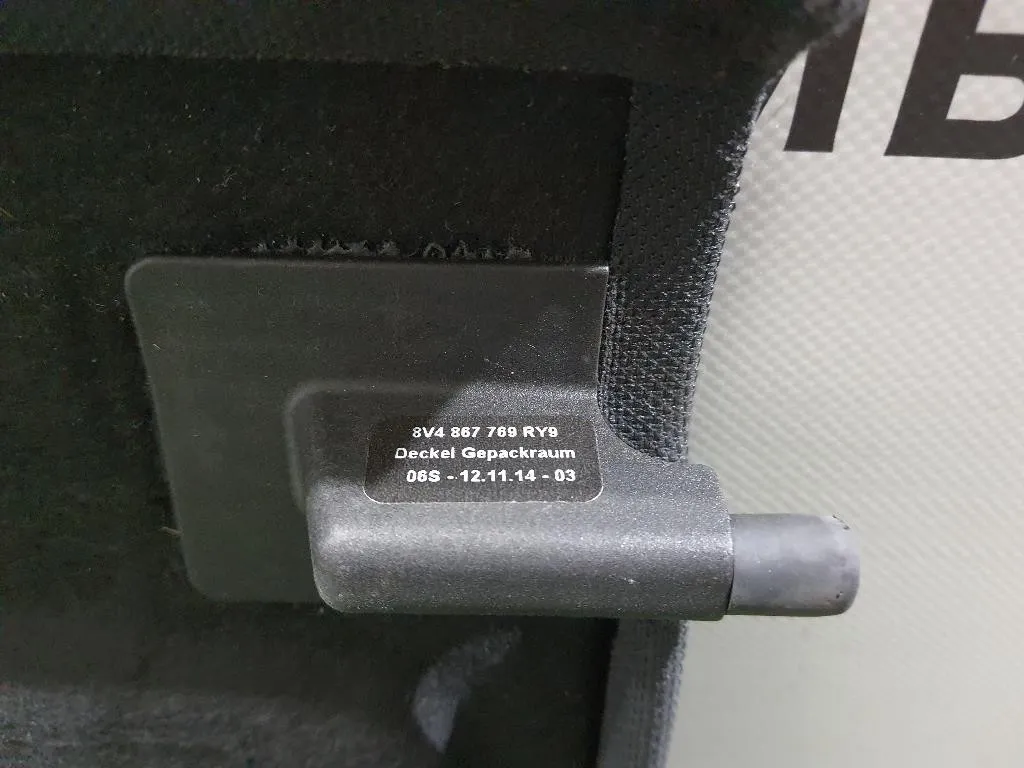 8V4 867 769 RY9
Deckel Gepackraum
06S - 12.11.14 - 03